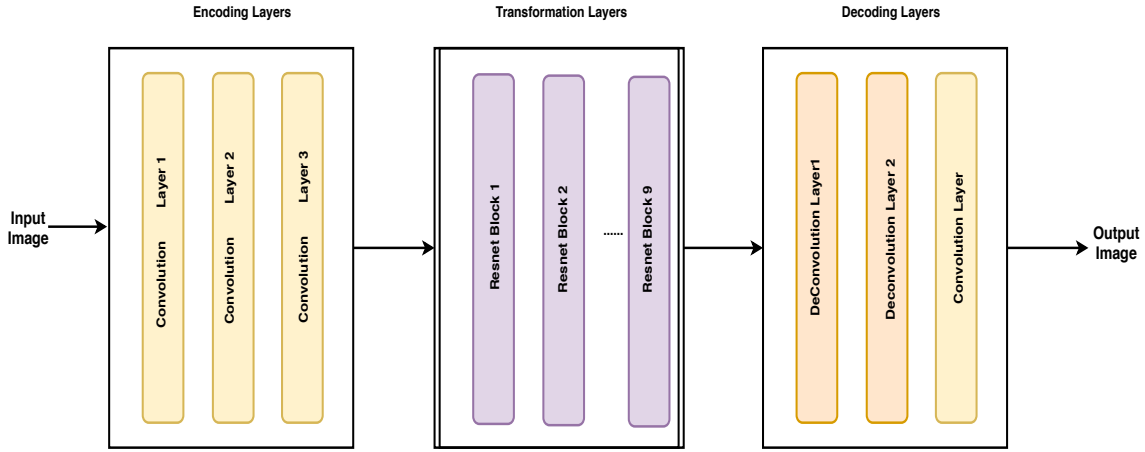 Encoding Layers
Transformation Layers
Decoding Layers
Input
Image
Convolution Layer 1
Convolution Layer 2
Convolution Layer 3
Resnet Block 1
Resnet Block 2
......
Resnet Block 9
DeConvolution Layer1
Deconvolution Layer 2
Convolution Layer
Output
Image